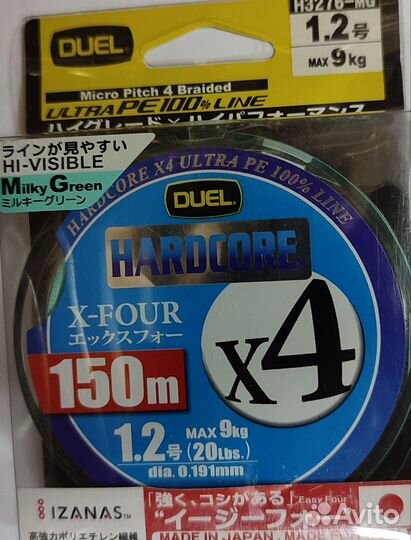 H3276-MG
DUEL
1.2号
MAX 9kg
Micro Pitch 4 Braided
ULTRA PE 100% LINE
ハイグレード×ハイパフォーマンス
ラインが見やすい
HI-VISIBLE
Milky Green
ミルキーグリーン
HARDCORE X4 ULTRA PE 100% LINE
DUEL
HARDCORE
X-FOUR
エックスフォー
X4
150m
1.2号 MAX 9kg
(20Lbs.)
dia. 0.191mm
IZANAS™
高強力ポリエチレン繊維
「強く、コシがある」
"Easy Four"
"イージーフォー
MADE IN JAPAN
Avito